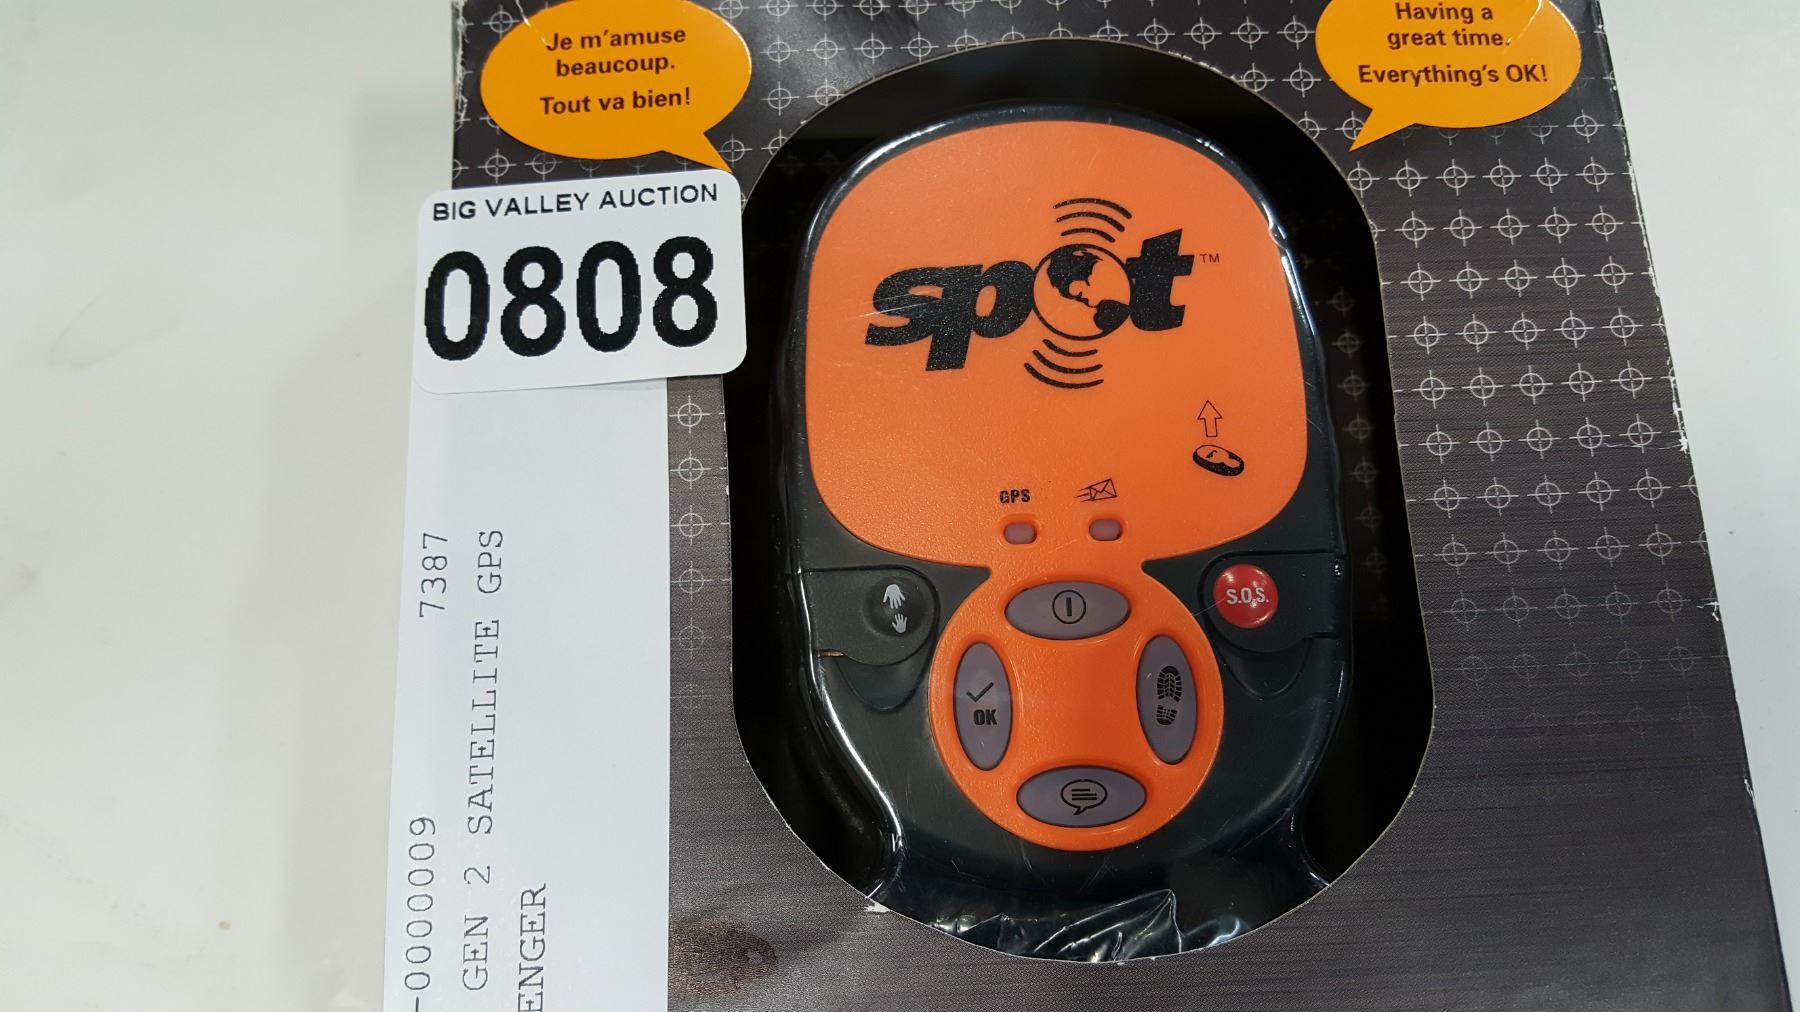 Je m'amuse
beaucoup.
Tout va bien!
Having a
great time.
Everything's OK!
BIG VALLEY AUCTION
0808
spot™
GPS
S.O.S.
OK
-0000009 7387
GEN 2 SATELLITE GPS
ENGER